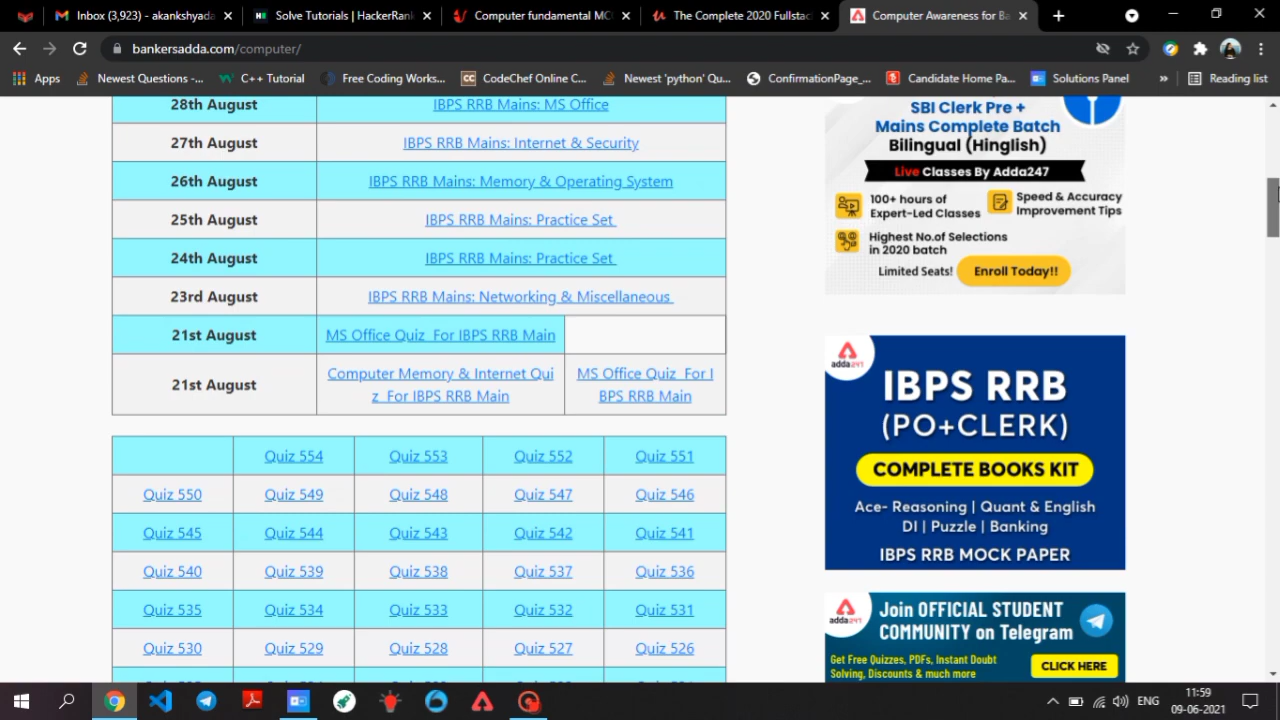 Inbox (3,923) - akankshyada
Solve Tutorials | HackerRan
Computer fundamental MC
The Complete 2020 Fullstac
Computer Awareness for Ba
bankersadda.com/computer/
Apps
Newest Questions -...
C++ Tutorial
Free Coding Works...
CC CodeChef Online C...
Newest 'python' Qu...
ConfirmationPage_...
Candidate Home Pa...
Solutions Panel
»
Reading list
28th August IBPS RRB Mains: MS Office
27th August IBPS RRB Mains: Internet & Security
26th August IBPS RRB Mains: Memory & Operating System
25th August IBPS RRB Mains: Practice Set
24th August IBPS RRB Mains: Practice Set
23rd August IBPS RRB Mains: Networking & Miscellaneous
21st August MS Office Quiz For IBPS RRB Main
21st August
Computer Memory & Internet Qui
z For IBPS RRB Main
MS Office Quiz For I
BPS RRB Main
Quiz 554 Quiz 553 Quiz 552 Quiz 551
Quiz 550 Quiz 549 Quiz 548 Quiz 547 Quiz 546
Quiz 545 Quiz 544 Quiz 543 Quiz 542 Quiz 541
Quiz 540 Quiz 539 Quiz 538 Quiz 537 Quiz 536
Quiz 535 Quiz 534 Quiz 533 Quiz 532 Quiz 531
Quiz 530 Quiz 529 Quiz 528 Quiz 527 Quiz 526
SBI Clerk Pre +
Mains Complete Batch
Bilingual (Hinglish)
Live Classes By Adda247
100+ hours of
Expert-Led Classes
Speed & Accuracy
Improvement Tips
Highest No.of Selections
in 2020 batch
Limited Seats! Enroll Today!!
adda247
IBPS RRB
(PO+CLERK)
COMPLETE BOOKS KIT
Ace- Reasoning | Quant & English
DI | Puzzle | Banking
IBPS RRB MOCK PAPER
adda247
Join OFFICIAL STUDENT
COMMUNITY on Telegram
Get Free Quizzes, PDFs, Instant Doubt
Solving, Discounts & much more
CLICK HERE
ENG
11:59
09-06-2021